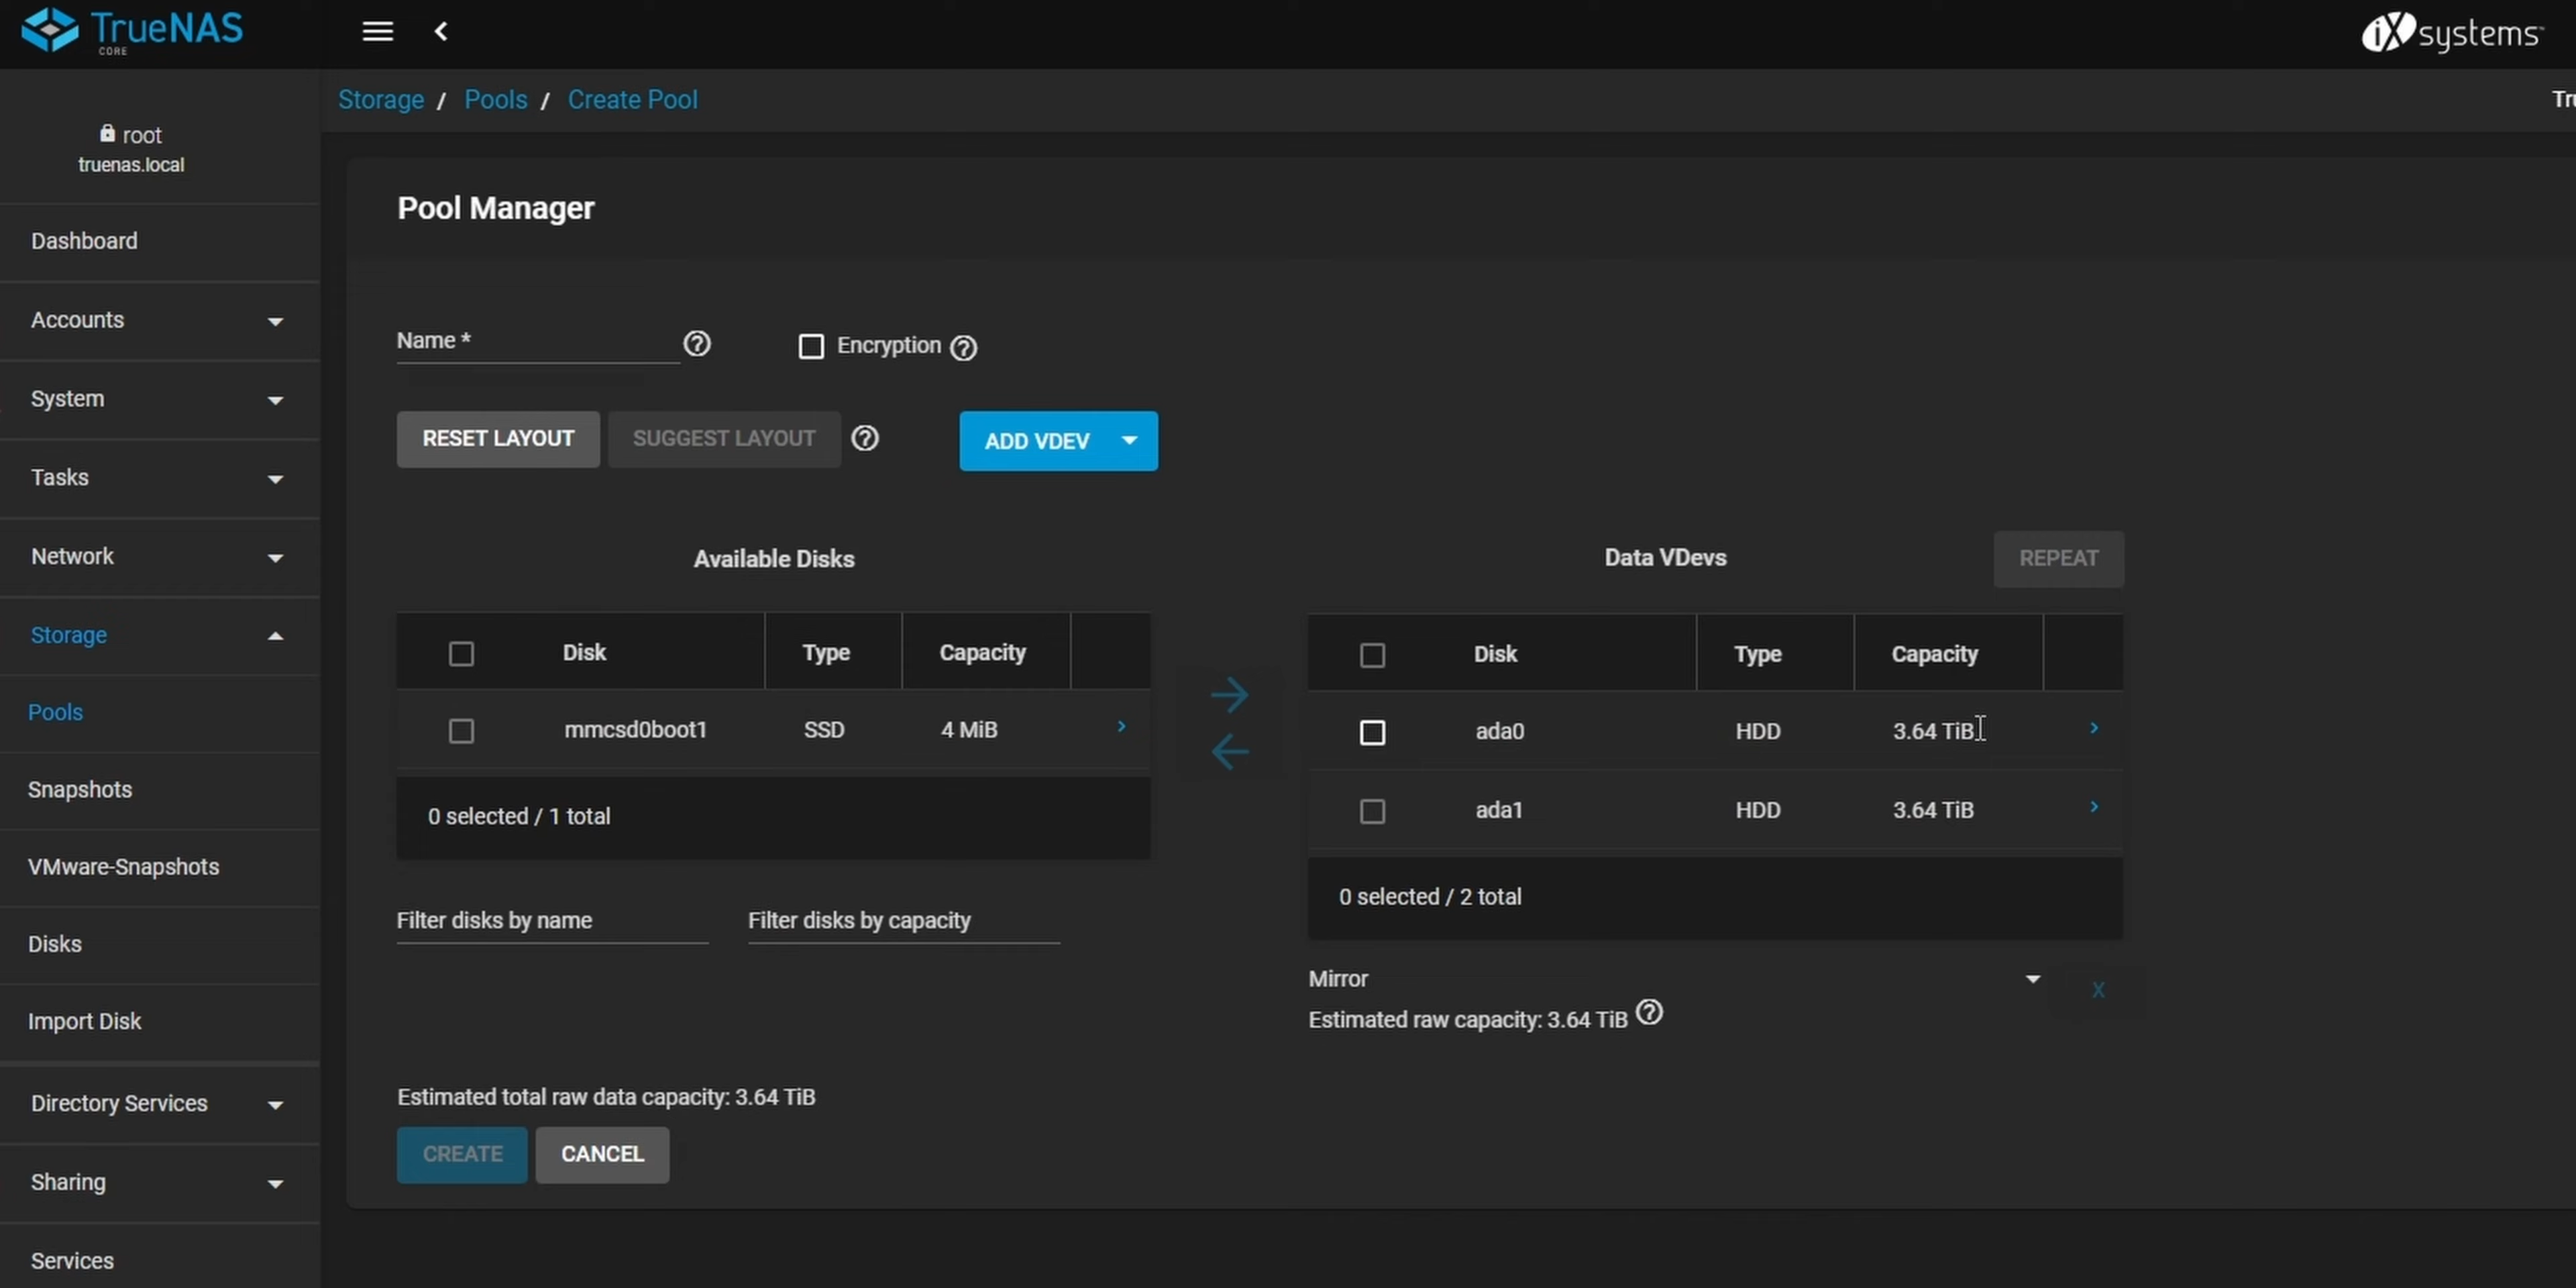 TrueNAS
CORE
iXsystems
Storage / Pools / Create Pool
root
truenas.local
Dashboard
Accounts
System
Tasks
Network
Storage
Pools
Snapshots
VMware-Snapshots
Disks
Import Disk
Directory Services
Sharing
Services
Pool Manager
Name *
Encryption
RESET LAYOUT
SUGGEST LAYOUT
ADD VDEV
Available Disks
Disk Type Capacity
mmcsd0boot1 SSD 4 MiB
0 selected / 1 total
Filter disks by name
Filter disks by capacity
Data VDevs
REPEAT
Disk Type Capacity
ada0 HDD 3.64 TiB
ada1 HDD 3.64 TiB
0 selected / 2 total
Mirror
X
Estimated raw capacity: 3.64 TiB
Estimated total raw data capacity: 3.64 TiB
CREATE
CANCEL